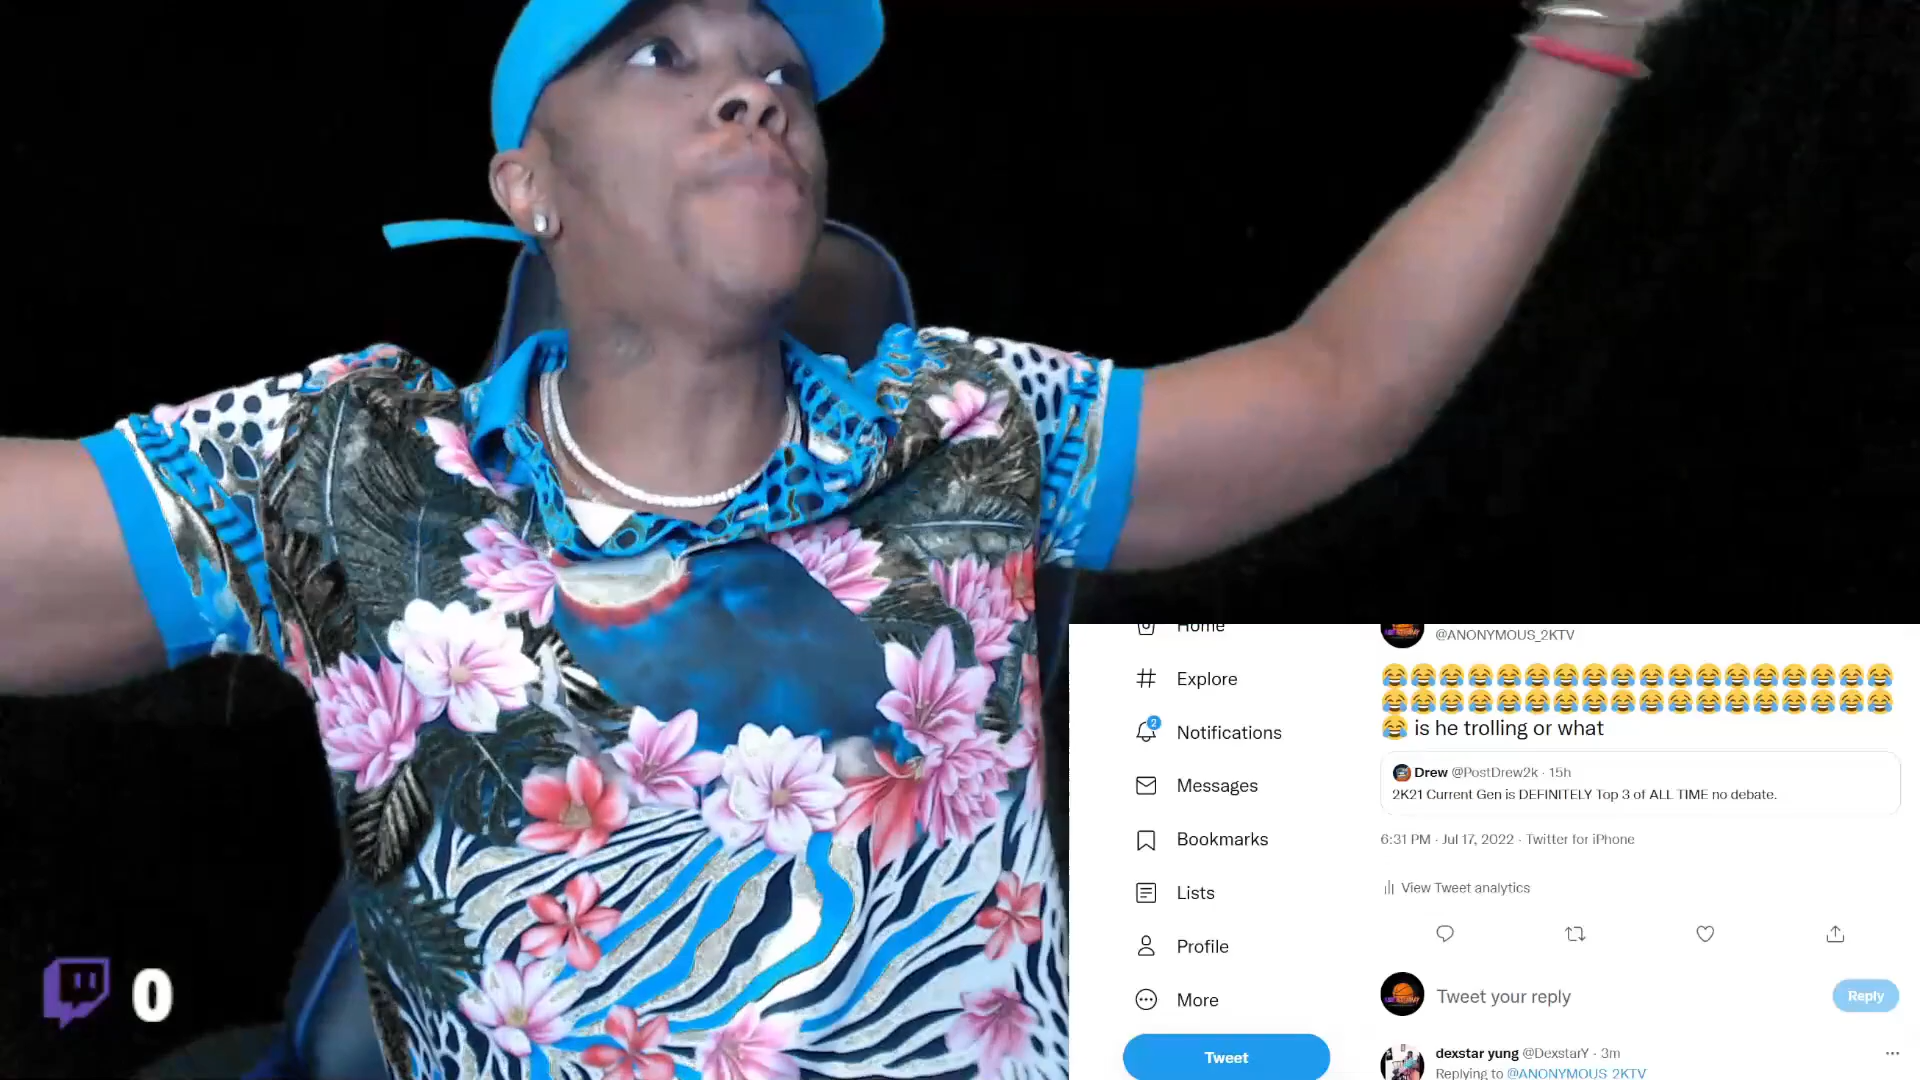 Home
Explore
2
Notifications
Messages
Bookmarks
Lists
Profile
More
Tweet
@ANONYMOUS_2KTV
😂😂😂😂😂😂😂😂😂😂😂😂😂😂😂😂😂😂
😂😂😂😂😂😂😂😂😂😂😂😂😂😂😂😂😂😂
😂 is he trolling or what
Drew @PostDrew2k · 15h
2K21 Current Gen is DEFINITELY Top 3 of ALL TIME no debate.
6:31 PM · Jul 17, 2022 · Twitter for iPhone
View Tweet analytics
Tweet your reply
Reply
dexstar yung @DexstarY · 3m
Replying to @ANONYMOUS_2KTV
0